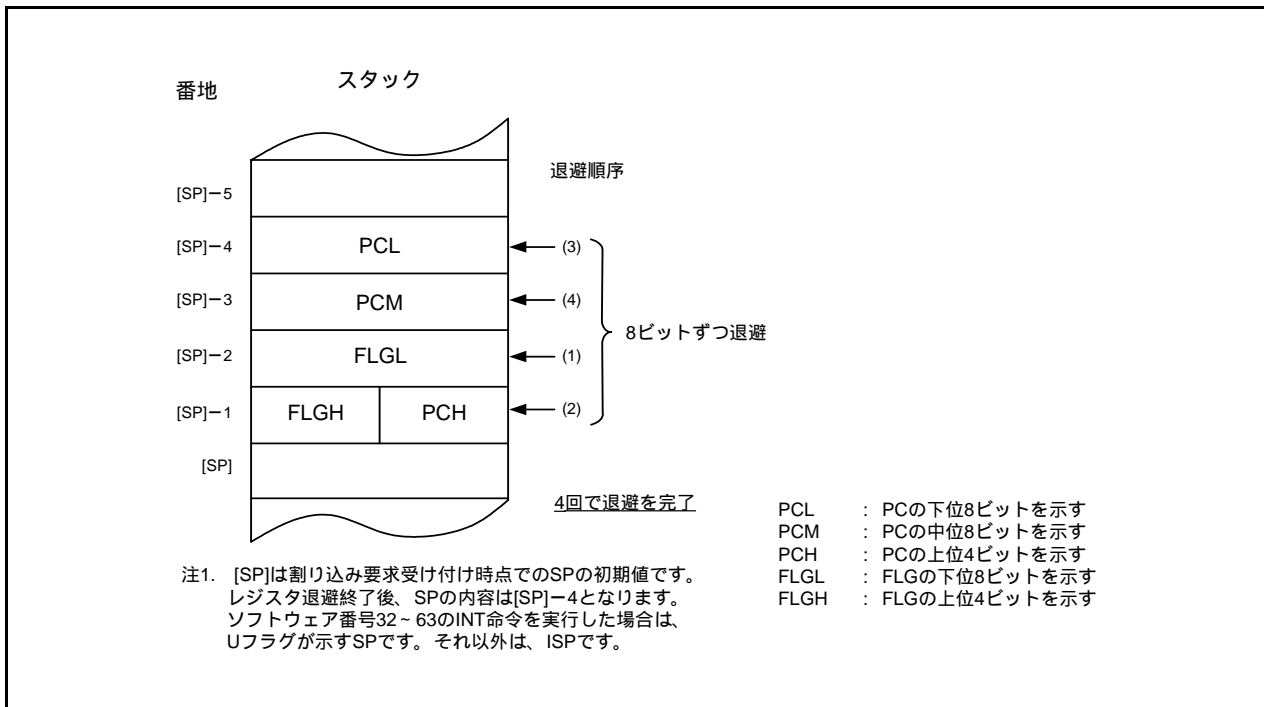 番地
スタック
退避順序
[SP]－5
[SP]－4 PCL (3)
[SP]－3 PCM (4)
8ビットずつ退避
[SP]－2 FLGL (1)
[SP]－1 FLGH PCH (2)
[SP]
4回で退避を完了
PCL : PCの下位8ビットを示す
PCM : PCの中位8ビットを示す
PCH : PCの上位4ビットを示す
FLGL : FLGの下位8ビットを示す
FLGH : FLGの上位4ビットを示す
注1. [SP]は割り込み要求受け付け時点でのSPの初期値です。
レジスタ退避終了後、SPの内容は[SP]－4となります。
ソフトウェア番号32～63のINT命令を実行した場合は、
Uフラグが示すSPです。それ以外は、ISPです。